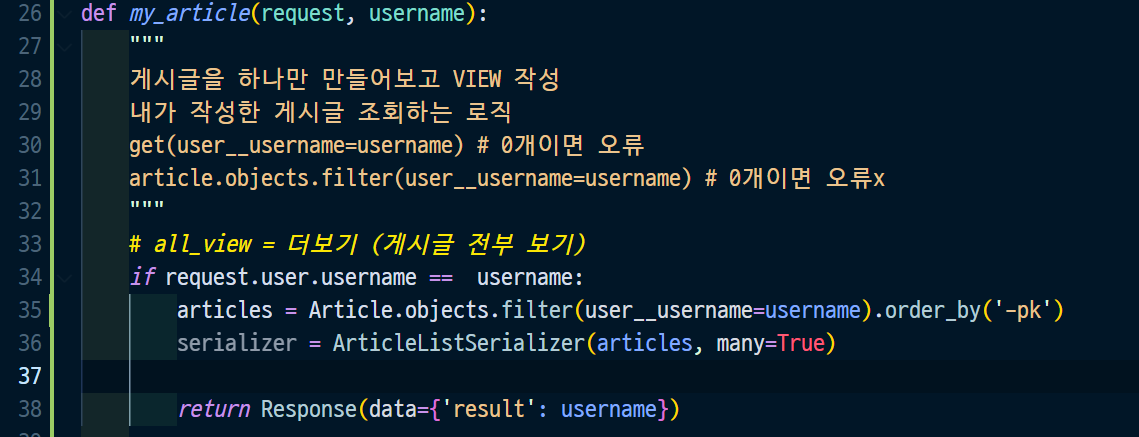 26 def my_article(request, username):
27 """
28 게시글을 하나만 만들어보고 VIEW 작성
29 내가 작성한 게시글 조회하는 로직
30 get(user__username=username) # 0개이면 오류
31 article.objects.filter(user__username=username) # 0개이면 오류x
32 """
33 # all_view = 더보기 (게시글 전부 보기)
34 if request.user.username ==  username:
35 articles = Article.objects.filter(user__username=username).order_by('-pk')
36 serializer = ArticleListSerializer(articles, many=True)
37
38 return Response(data={'result': username})